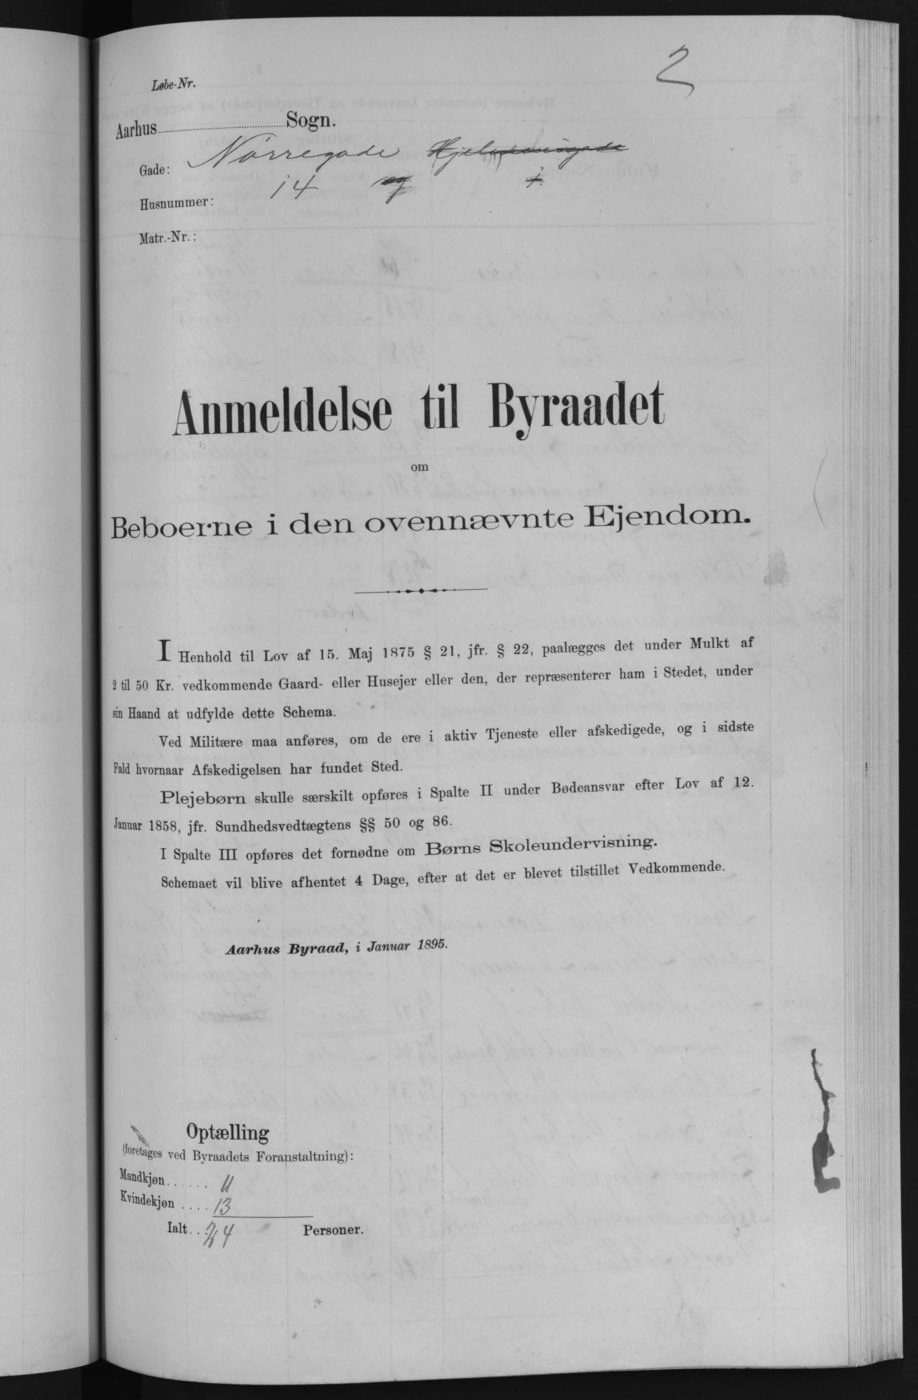 2
Løbe-Nr.
Aarhus Sogn.
Gade: Nørregade
Husnummer: 14
Matr.-Nr.:
Anmeldelse til Byraadet
om
Beboerne i den ovennævnte Ejendom.
I Henhold til Lov af 15. Maj 1875 § 21, jfr. § 22, paalægges det under Mulkt af
2 til 50 Kr. vedkommende Gaard- eller Husejer eller den, der repræsenterer ham i Stedet, under
sin Haand at udfylde dette Schema.
Ved Militære maa anføres, om de ere i aktiv Tjeneste eller afskedigede, og i sidste
Fald hvornaar Afskedigelsen har fundet Sted.
Plejebørn skulle særskilt opføres i Spalte II under Bødeansvar efter Lov af 12.
Januar 1858, jfr. Sundhedsvedtægtens §§ 50 og 86.
I Spalte III opføres det fornødne om Børns Skoleundervisning.
Schemaet vil blive afhentet 4 Dage, efter at det er blevet tilstillet Vedkommende.
Aarhus Byraad, i Januar 1895.
Optælling
(foretages ved Byraadets Foranstaltning):
Mandkjøn...... 11
Kvindekjøn .... 13
Ialt... 24 Personer.